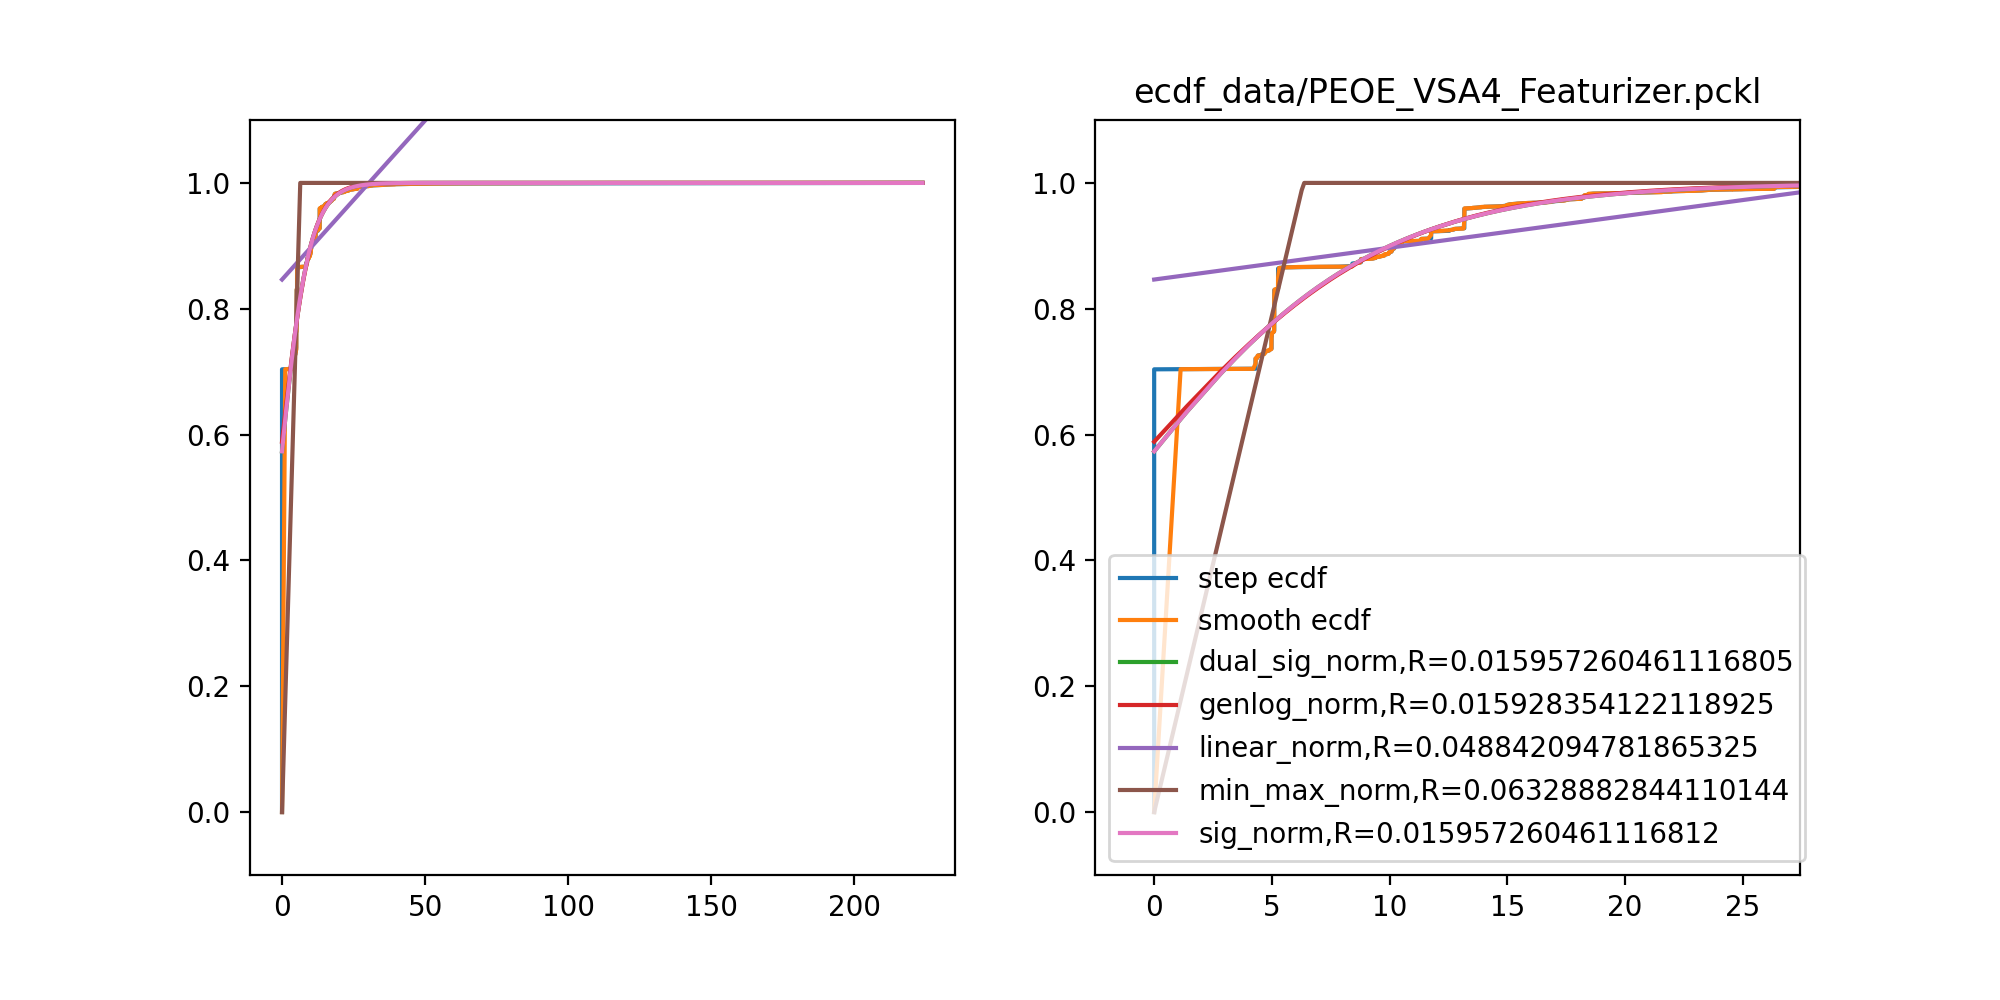 ecdf_data/PEOE_VSA4_Featurizer.pckl
1.0
0.8
0.6
0.4
0.2
0.0
0 50 100 150 200
1.0
0.8
0.6
0.4
0.2
0.0
step ecdf
smooth ecdf
dual_sig_norm,R=0.015957260461116805
genlog_norm,R=0.015928354122118925
linear_norm,R=0.048842094781865325
min_max_norm,R=0.06328882844110144
sig_norm,R=0.015957260461116812
0 5 10 15 20 25